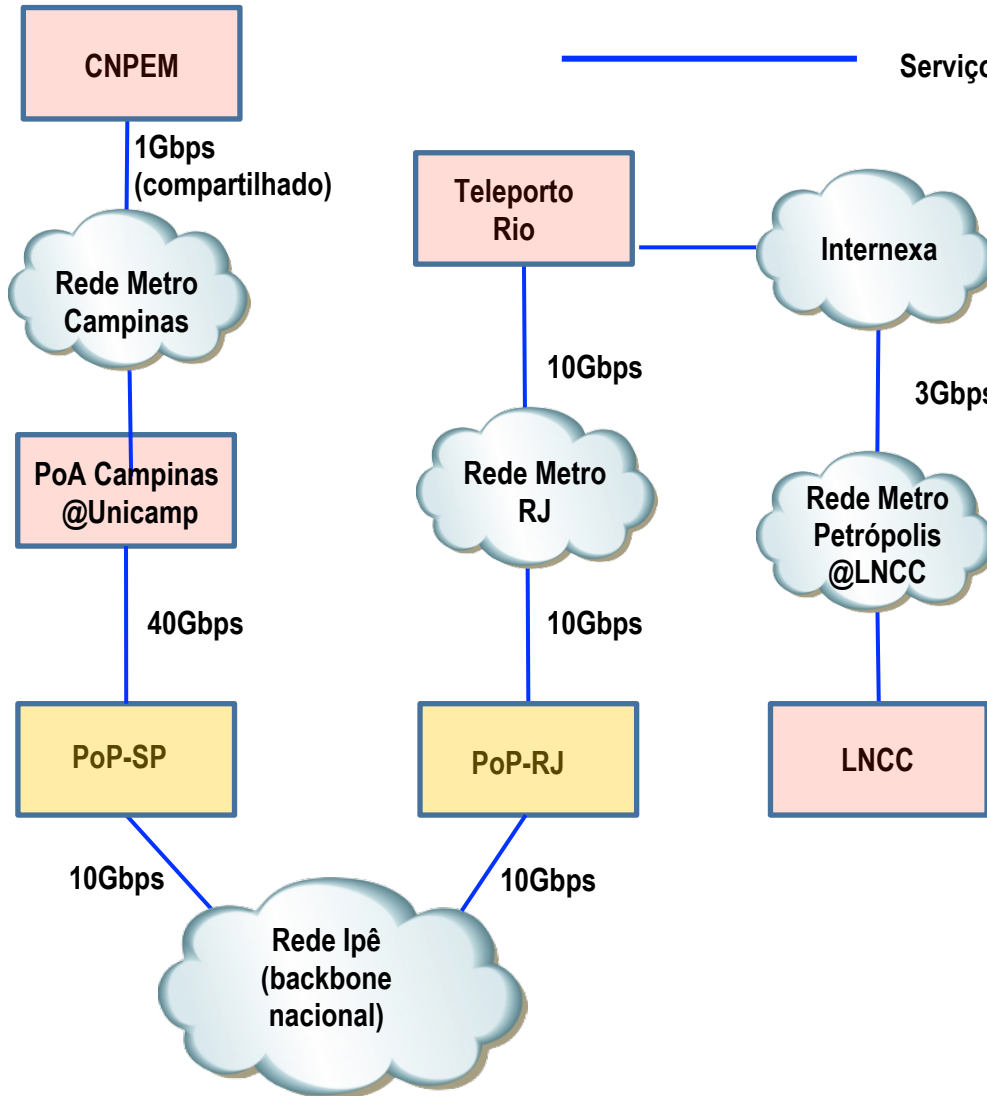 CNPEM
Serviço
1Gbps
(compartilhado)
Teleporto
Rio
Internexa
Rede Metro
Campinas
10Gbps
3Gbps
PoA Campinas
@Unicamp
Rede Metro
RJ
Rede Metro
Petrópolis
@LNCC
40Gbps
10Gbps
PoP-SP
PoP-RJ
LNCC
10Gbps
10Gbps
Rede Ipê
(backbone
nacional)